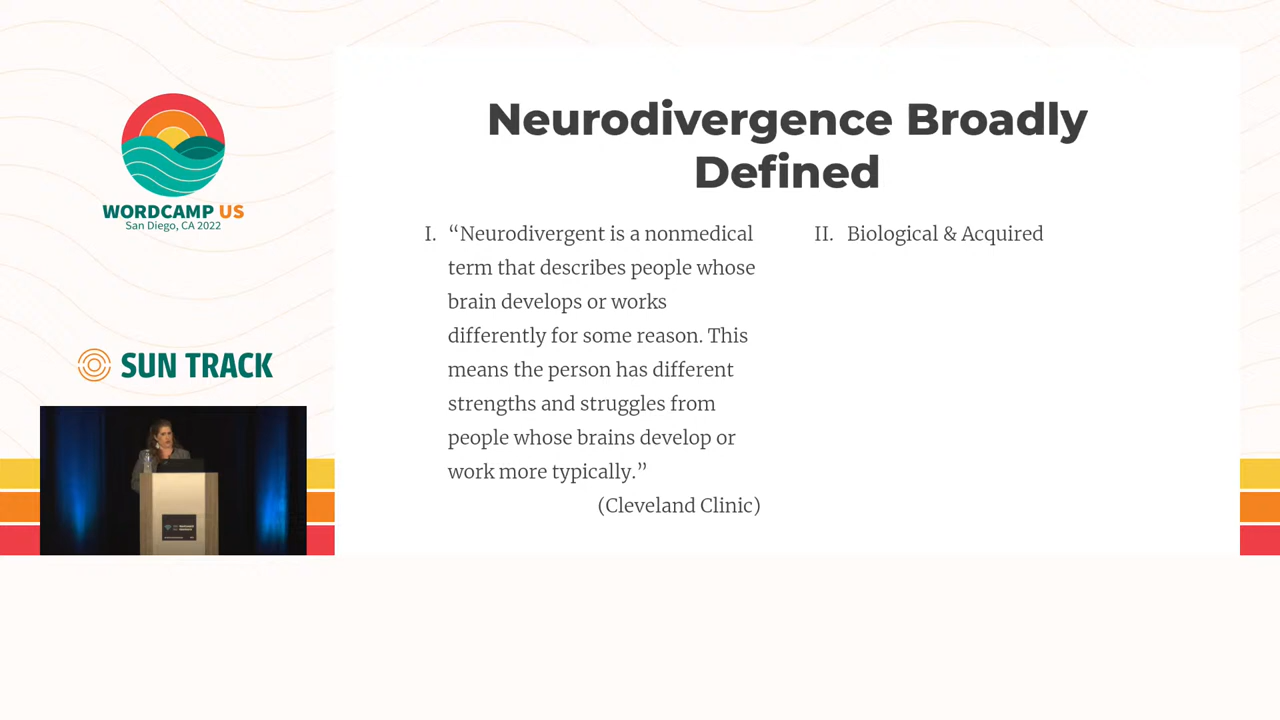 WORDCAMP US
San Diego, CA 2022
SUN TRACK
Neurodivergence Broadly
Defined
I. “Neurodivergent is a nonmedical
term that describes people whose
brain develops or works
differently for some reason. This
means the person has different
strengths and struggles from
people whose brains develop or
work more typically.”
(Cleveland Clinic)
II. Biological & Acquired